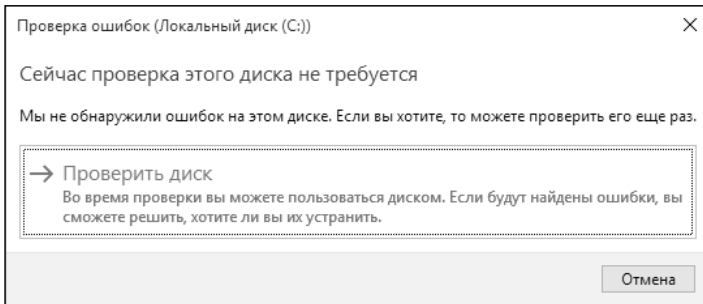 Проверка ошибок (Локальный диск (C:))
Сейчас проверка этого диска не требуется
Мы не обнаружили ошибок на этом диске. Если вы хотите, то можете проверить его еще раз.
Проверить диск
Во время проверки вы можете пользоваться диском. Если будут найдены ошибки, вы
сможете решить, хотите ли вы их устранить.
Отмена